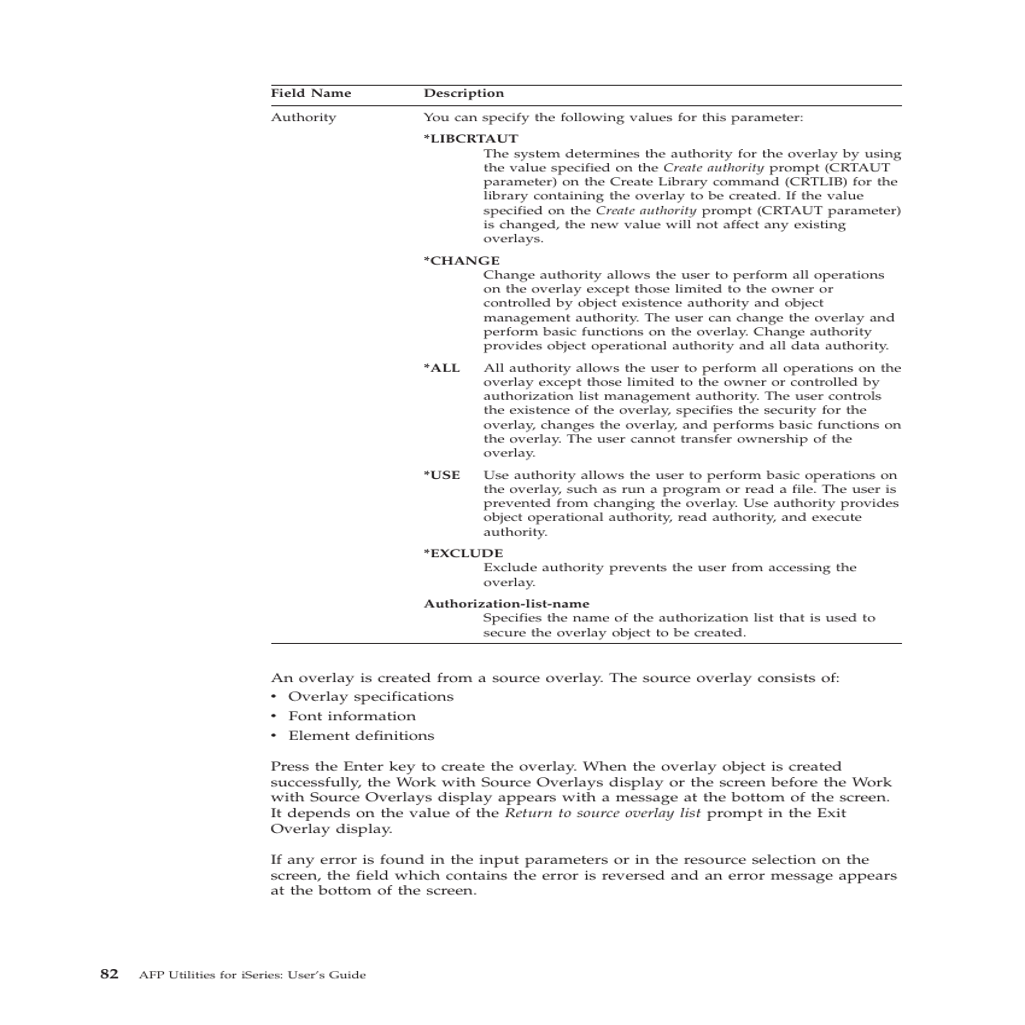 Field Name Description
Authority You can specify the following values for this parameter:
*LIBCRTAUT
The system determines the authority for the overlay by using
the value specified on the Create authority prompt (CRTAUT
parameter) on the Create Library command (CRTLIB) for the
library containing the overlay to be created. If the value
specified on the Create authority prompt (CRTAUT parameter)
is changed, the new value will not affect any existing
overlays.
*CHANGE
Change authority allows the user to perform all operations
on the overlay except those limited to the owner or
controlled by object existence authority and object
management authority. The user can change the overlay and
perform basic functions on the overlay. Change authority
provides object operational authority and all data authority.
*ALL All authority allows the user to perform all operations on the
overlay except those limited to the owner or controlled by
authorization list management authority. The user controls
the existence of the overlay, specifies the security for the
overlay, changes the overlay, and performs basic functions on
the overlay. The user cannot transfer ownership of the
overlay.
*USE Use authority allows the user to perform basic operations on
the overlay, such as run a program or read a file. The user is
prevented from changing the overlay. Use authority provides
object operational authority, read authority, and execute
authority.
*EXCLUDE
Exclude authority prevents the user from accessing the
overlay.
Authorization-list-name
Specifies the name of the authorization list that is used to
secure the overlay object to be created.
An overlay is created from a source overlay. The source overlay consists of:
• Overlay specifications
• Font information
• Element definitions
Press the Enter key to create the overlay. When the overlay object is created
successfully, the Work with Source Overlays display or the screen before the Work
with Source Overlays display appears with a message at the bottom of the screen.
It depends on the value of the Return to source overlay list prompt in the Exit
Overlay display.
If any error is found in the input parameters or in the resource selection on the
screen, the field which contains the error is reversed and an error message appears
at the bottom of the screen.
82 AFP Utilities for iSeries: User's Guide